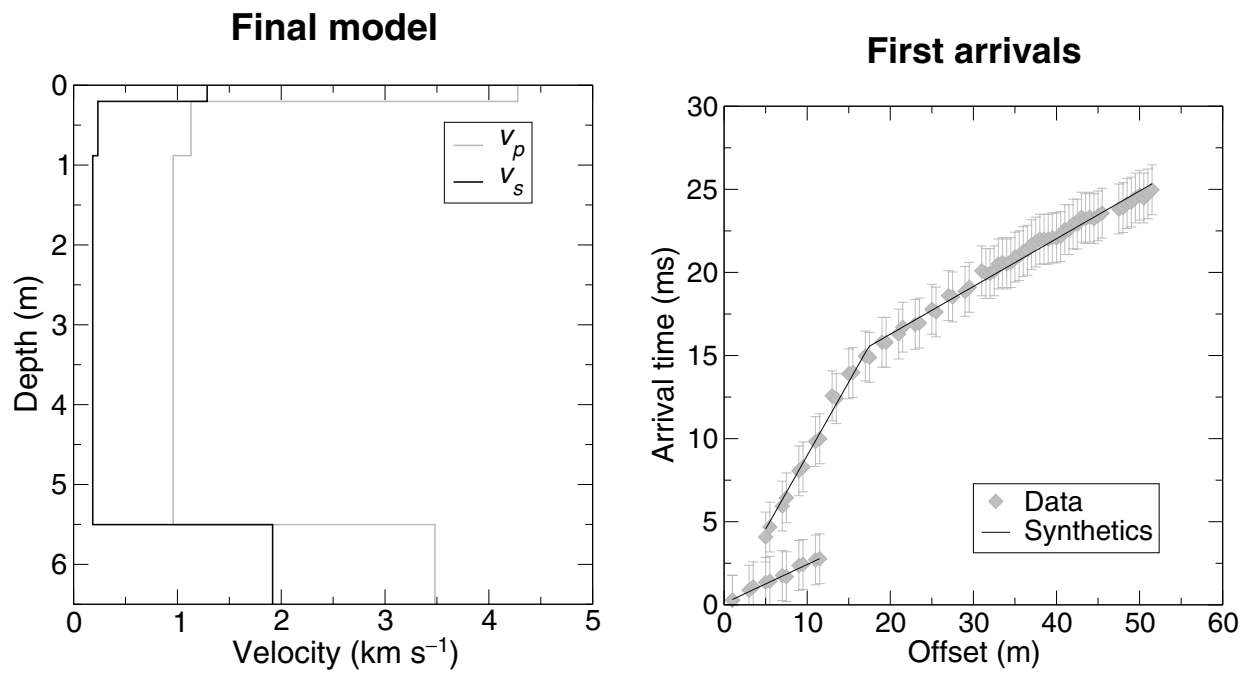 Final model
0
1
2
3
4
5
6
Depth (m)
v_p
v_s
0 1 2 3 4 5
Velocity (km s⁻¹)
First arrivals
30
25
20
15
10
5
0
Arrival time (ms)
Data
Synthetics
0 10 20 30 40 50 60
Offset (m)